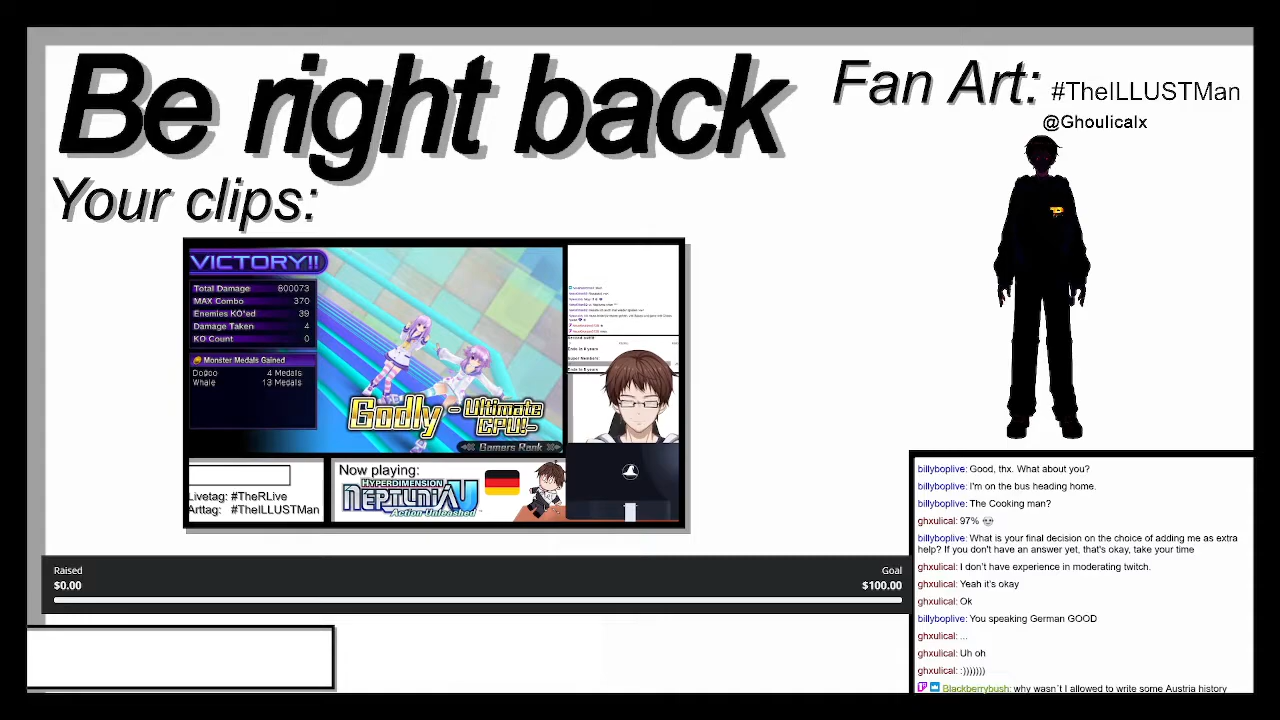 Be right back
Your clips:
Fan Art: #TheILLUSTMan
@Ghoulicalx
VICTORY!!
Total Damage 800073
MAX Combo 370
Enemies KO'ed 39
Damage Taken 4
KO Count 0
Monster Medals Gained
Dogoo 4 Medals
Whale 13 Medals
Godly - Ultimate CPU! -
Gamers Rank
Livetag: #TheRLive
Arttag: #TheILLUSTMan
Now playing:
HYPERDIMENSION
NEPTUNIA U
Action Unleashed
Raised Goal
$0.00 $100.00
billyboplive: Good, thx. What about you?
billyboplive: I'm on the bus heading home.
billyboplive: The Cooking man?
ghxulical: 97%
billyboplive: What is your final decision on the choice of adding me as extra
help? If you don't have an answer yet, that's okay, take your time
ghxulical: I don't have experience in moderating twitch.
ghxulical: Yeah it's okay
ghxulical: Ok
billyboplive: You speaking German GOOD
ghxulical: ...
ghxulical: Uh oh
ghxulical: :)))))))
Blackberrybush: why wasn't I allowed to write some Austria history